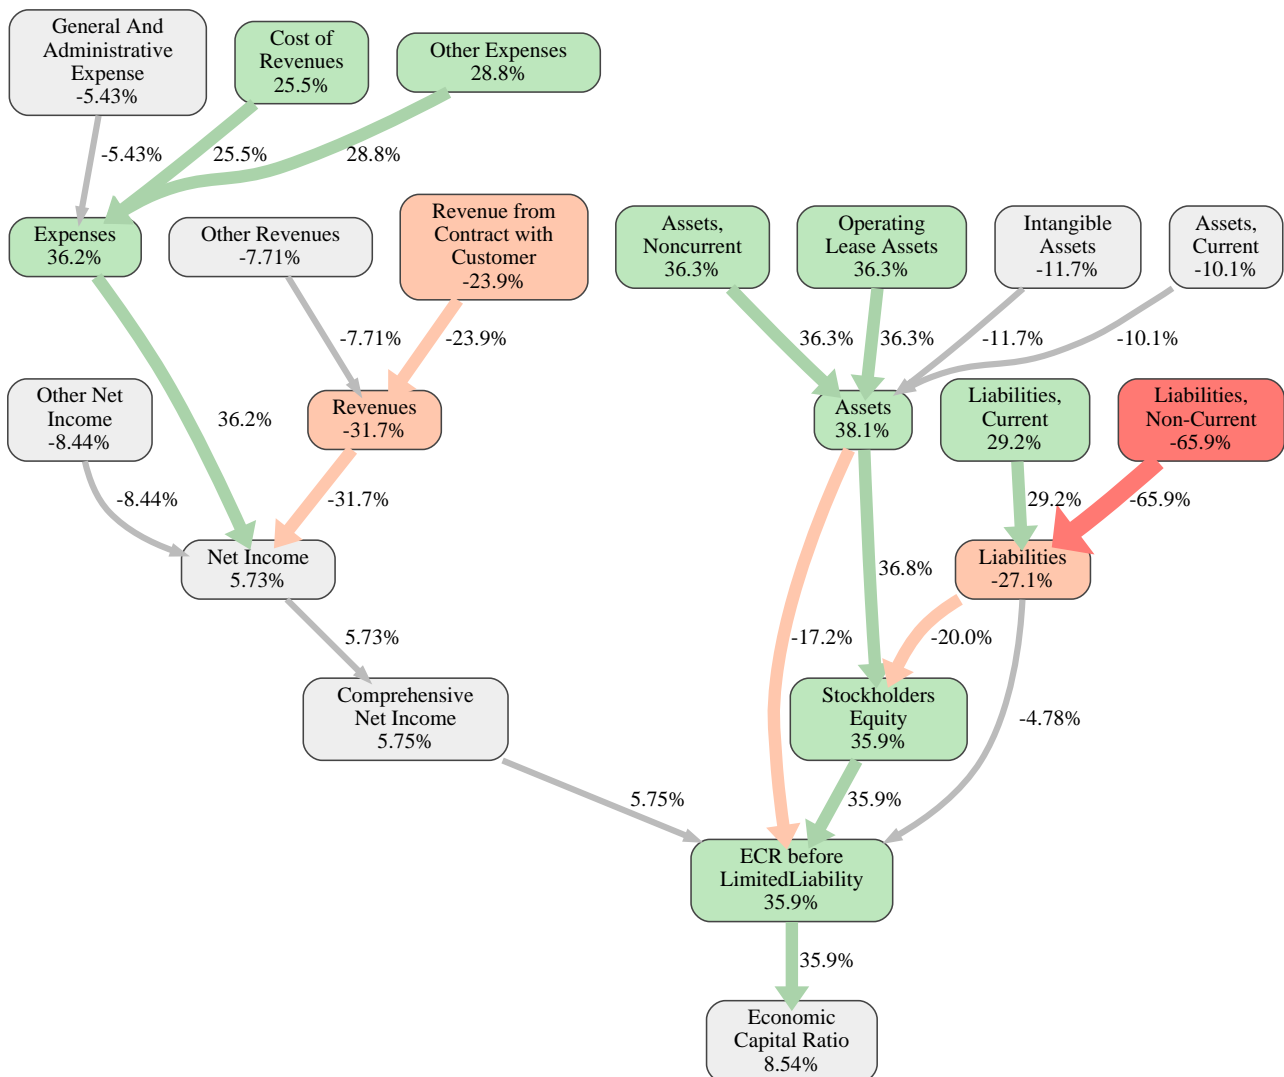 General And
Administrative
Expense
-5.43%
Cost of
Revenues
25.5%
Other Expenses
28.8%
-5.43%
25.5%
28.8%
Expenses
36.2%
Other Revenues
-7.71%
Revenue from
Contract with
Customer
-23.9%
Assets,
Noncurrent
36.3%
Operating
Lease Assets
36.3%
Intangible
Assets
-11.7%
Assets,
Current
-10.1%
-7.71%
-23.9%
36.3%
36.3%
-11.7%
-10.1%
Other Net
Income
-8.44%
36.2%
Revenues
-31.7%
Assets
38.1%
Liabilities,
Current
29.2%
Liabilities,
Non-Current
-65.9%
-8.44%
-31.7%
29.2%
-65.9%
Net Income
5.73%
36.8%
Liabilities
-27.1%
5.73%
-17.2%
-20.0%
Comprehensive
Net Income
5.75%
Stockholders
Equity
35.9%
-4.78%
5.75%
35.9%
ECR before
LimitedLiability
35.9%
35.9%
Economic
Capital Ratio
8.54%